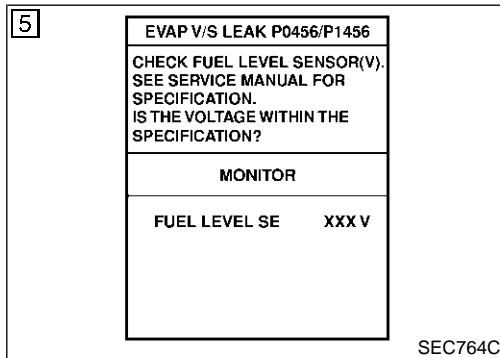 5
EVAP V/S LEAK P0456/P1456
CHECK FUEL LEVEL SENSOR(V).
SEE SERVICE MANUAL FOR
SPECIFICATION.
IS THE VOLTAGE WITHIN THE
SPECIFICATION?
MONITOR
FUEL LEVEL SE XXX V
SEC764C